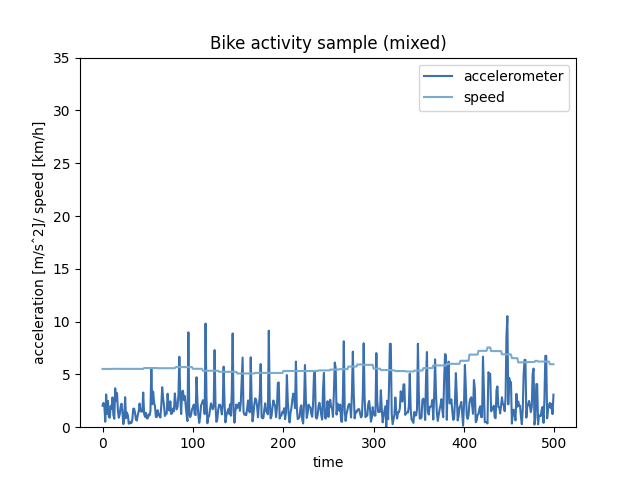 Bike activity sample (mixed)
accelerometer
speed
acceleration [m/sˆ2]/ speed [km/h]
35
30
25
20
15
10
5
0
0 100 200 300 400 500
time